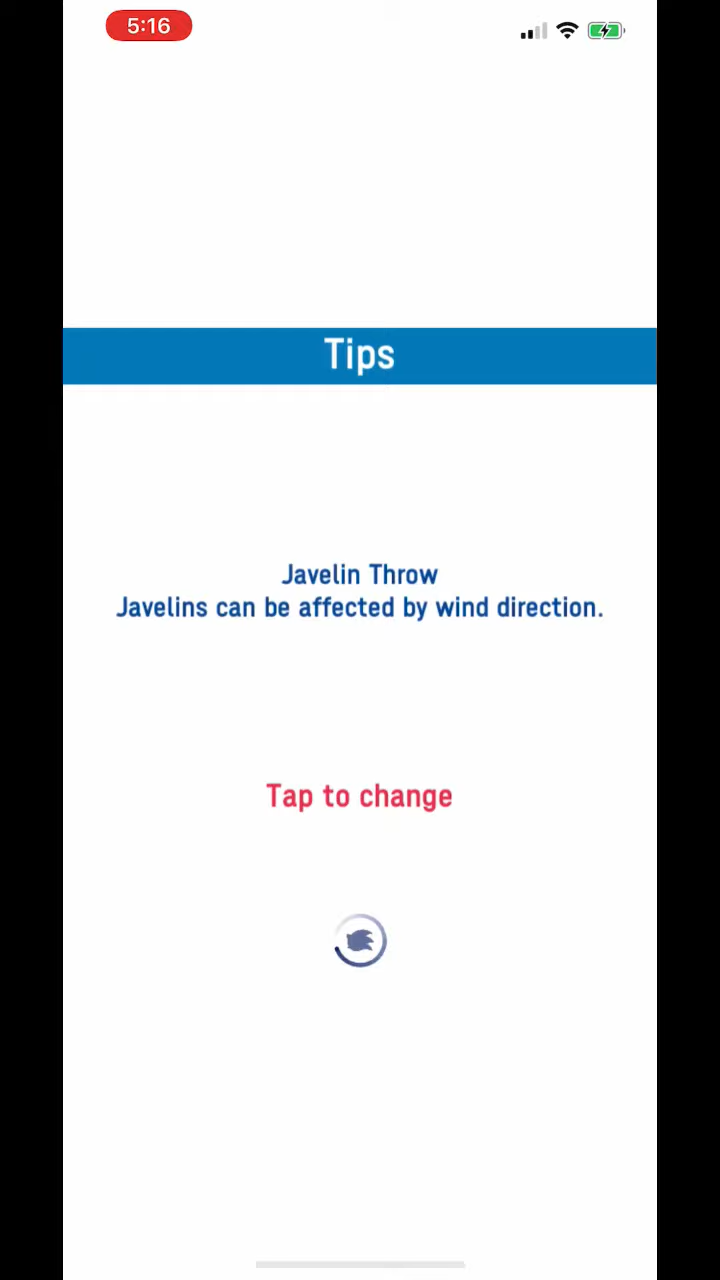 5:16
Tips
Javelin Throw
Javelins can be affected by wind direction.
Tap to change